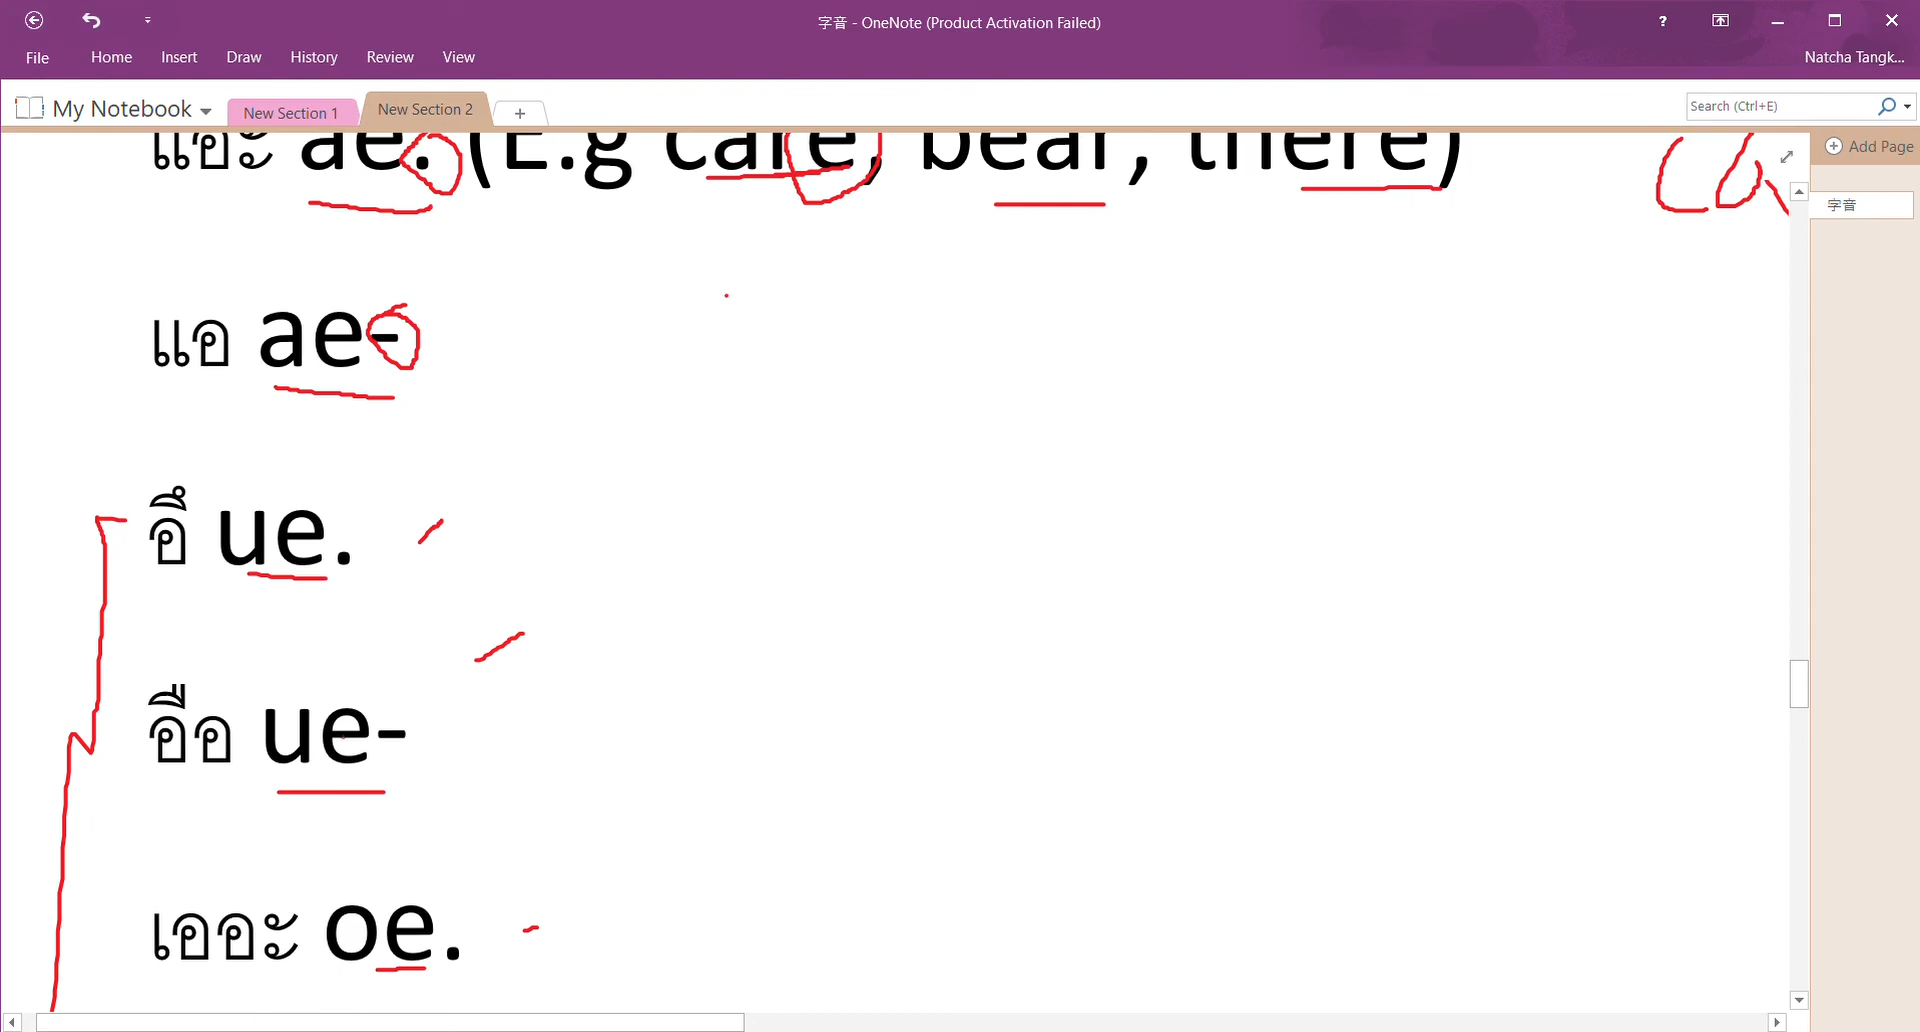 字音 - OneNote (Product Activation Failed)
?
File Home Insert Draw History Review View
Natcha Tangk...
My Notebook
New Section 1
New Section 2
+
Search (Ctrl+E)
Add Page
字音
แอะ ae. (E.g care, bear, there)
แอ ae-
อึ ue.
อือ ue-
เออะ oe.